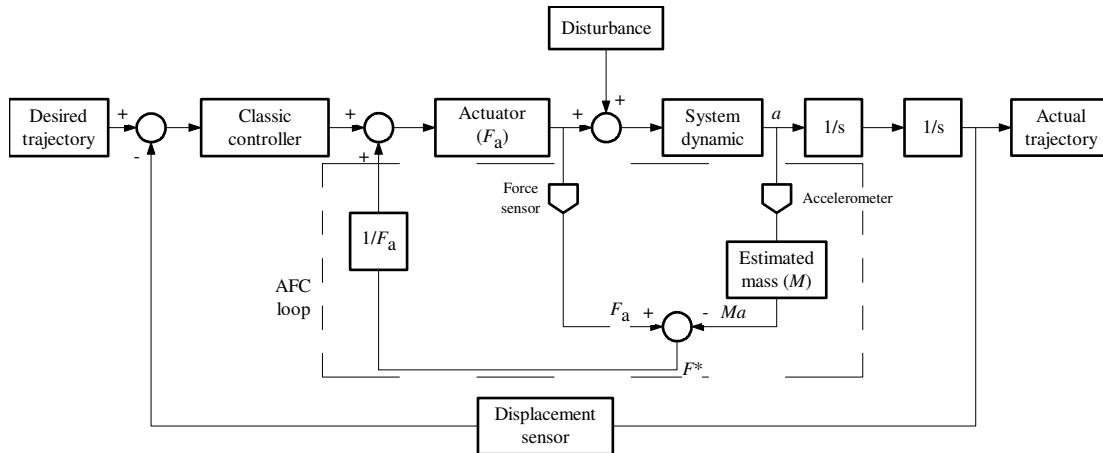 Disturbance
Desired
trajectory
+
-
Classic
controller
+
+
Actuator
(Fa)
+
+
System
dynamic
a
1/s
1/s
Actual
trajectory
Force
sensor
Accelerometer
1/Fa
Estimated
mass (M)
AFC
loop
Fa + - Ma
F*
Displacement
sensor